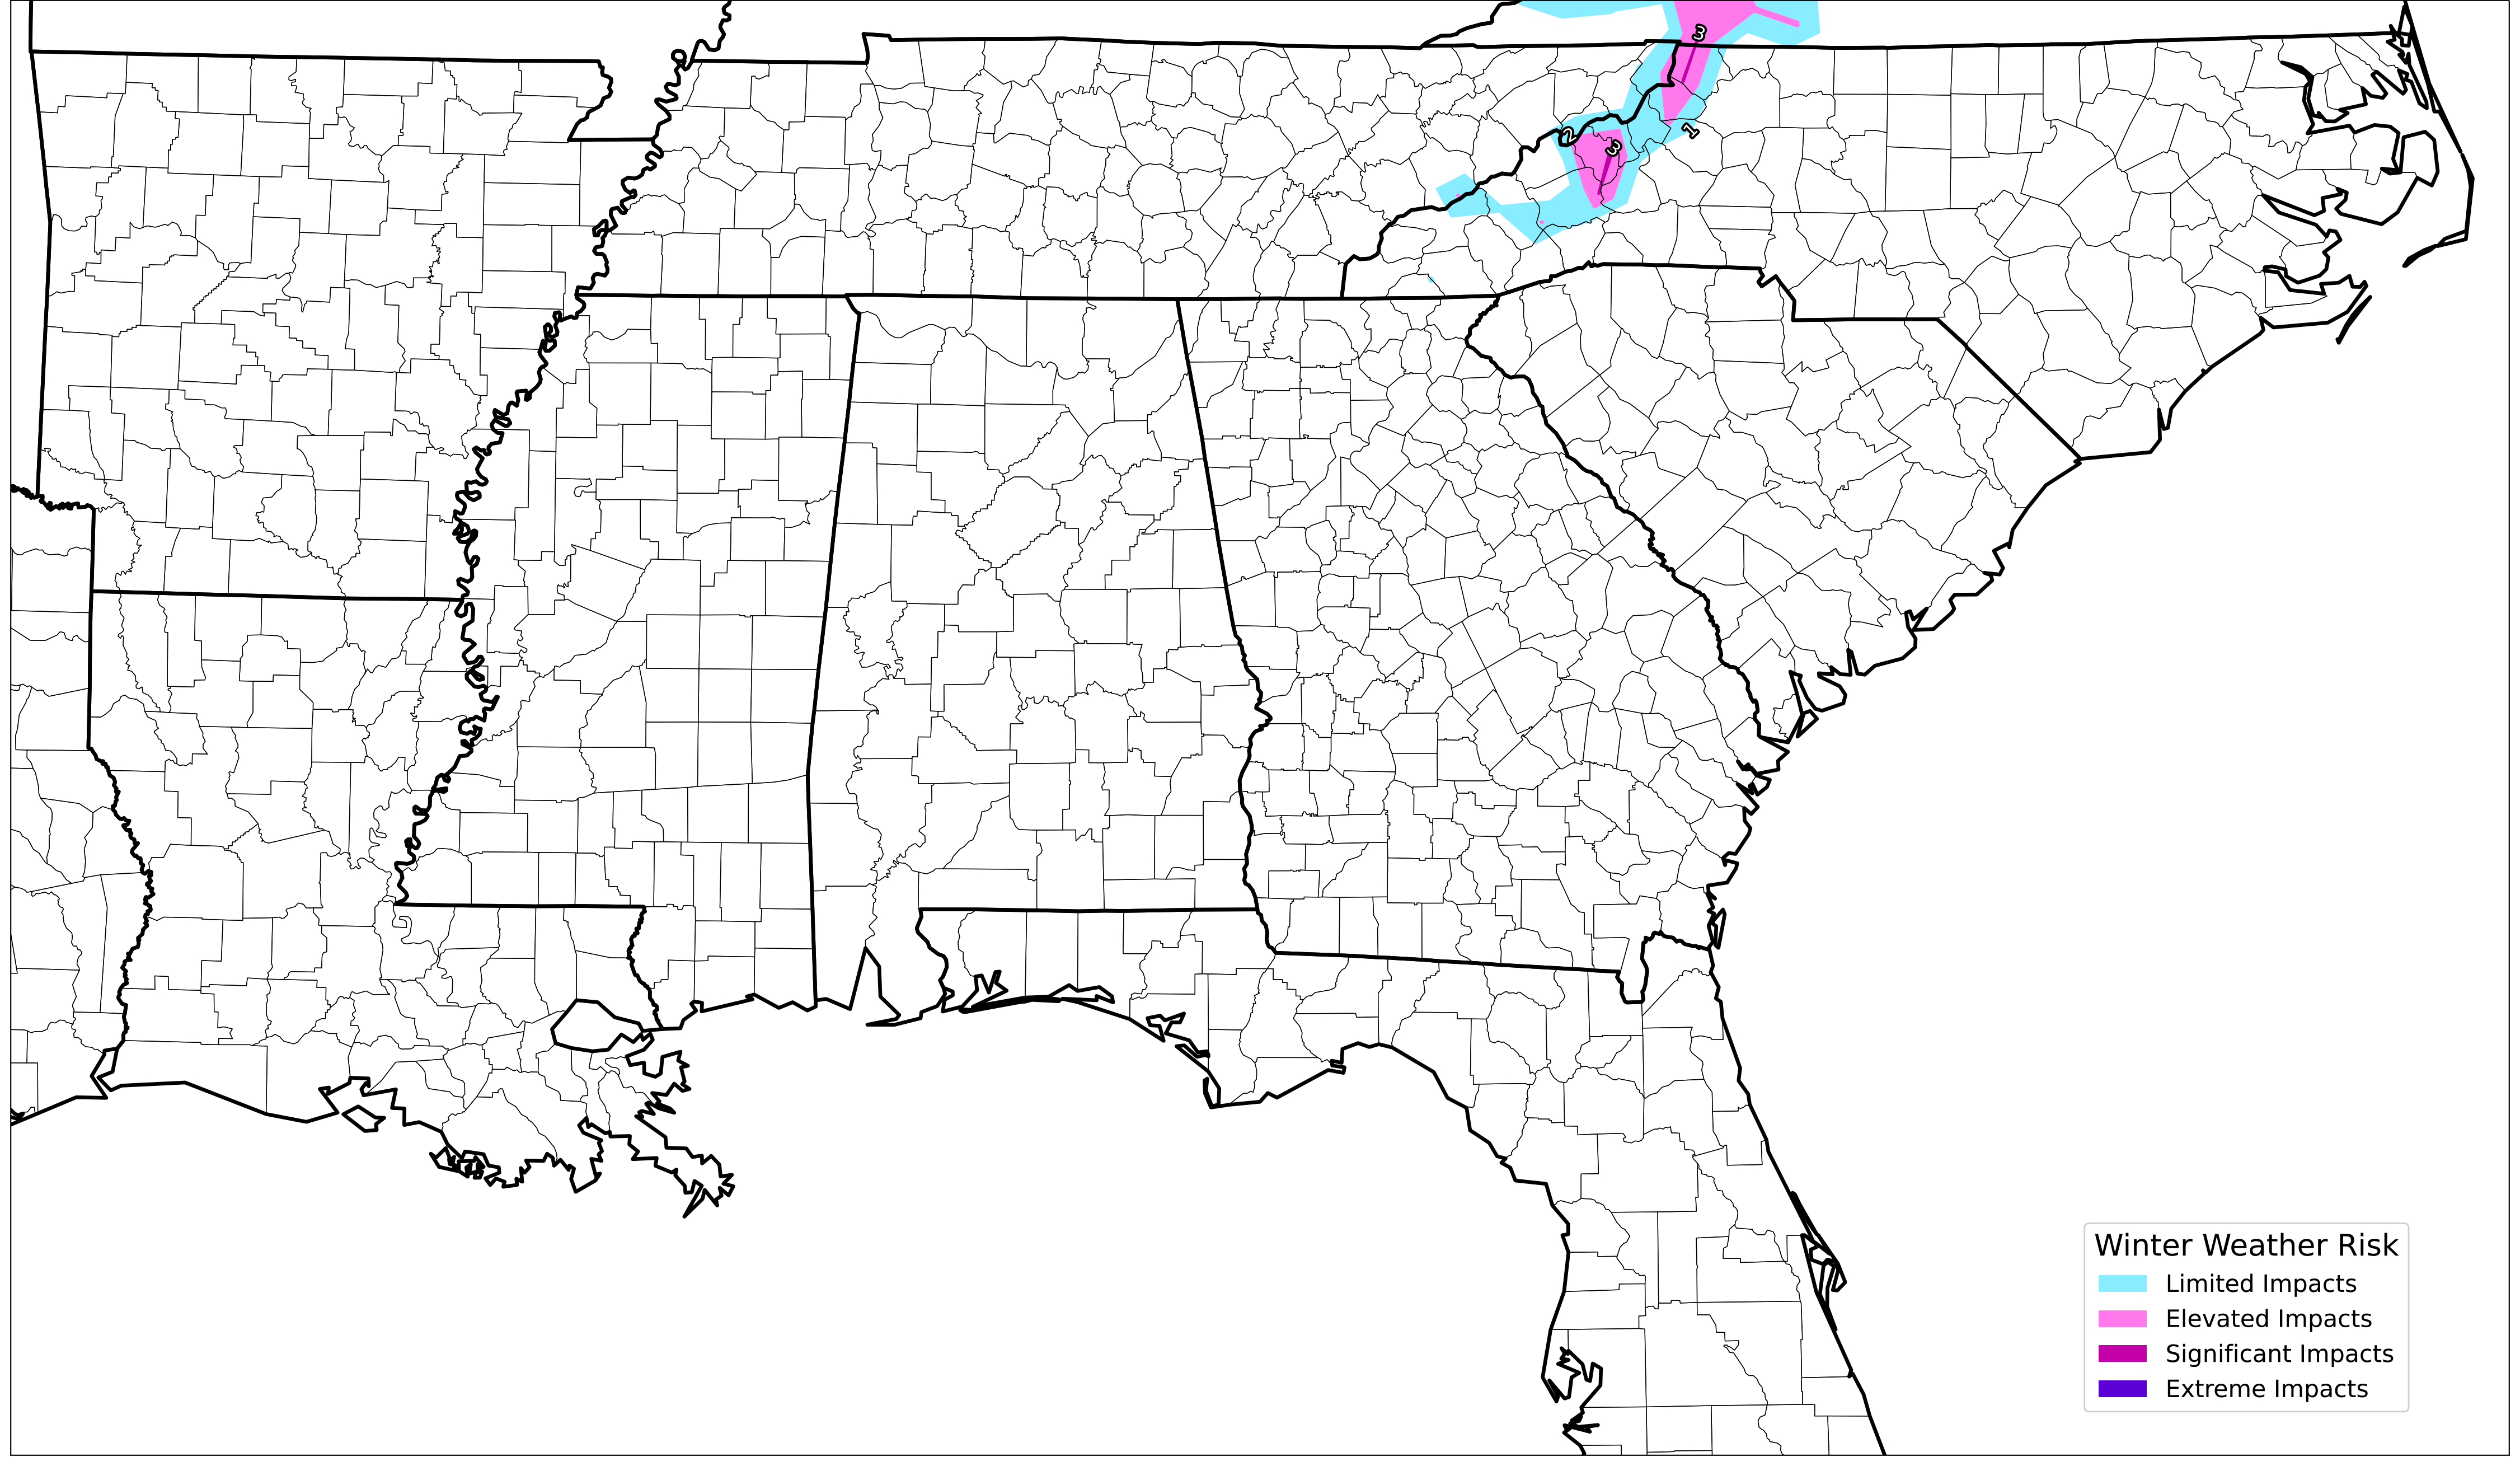 3
2
3
1
Winter Weather Risk
Limited Impacts
Elevated Impacts
Significant Impacts
Extreme Impacts